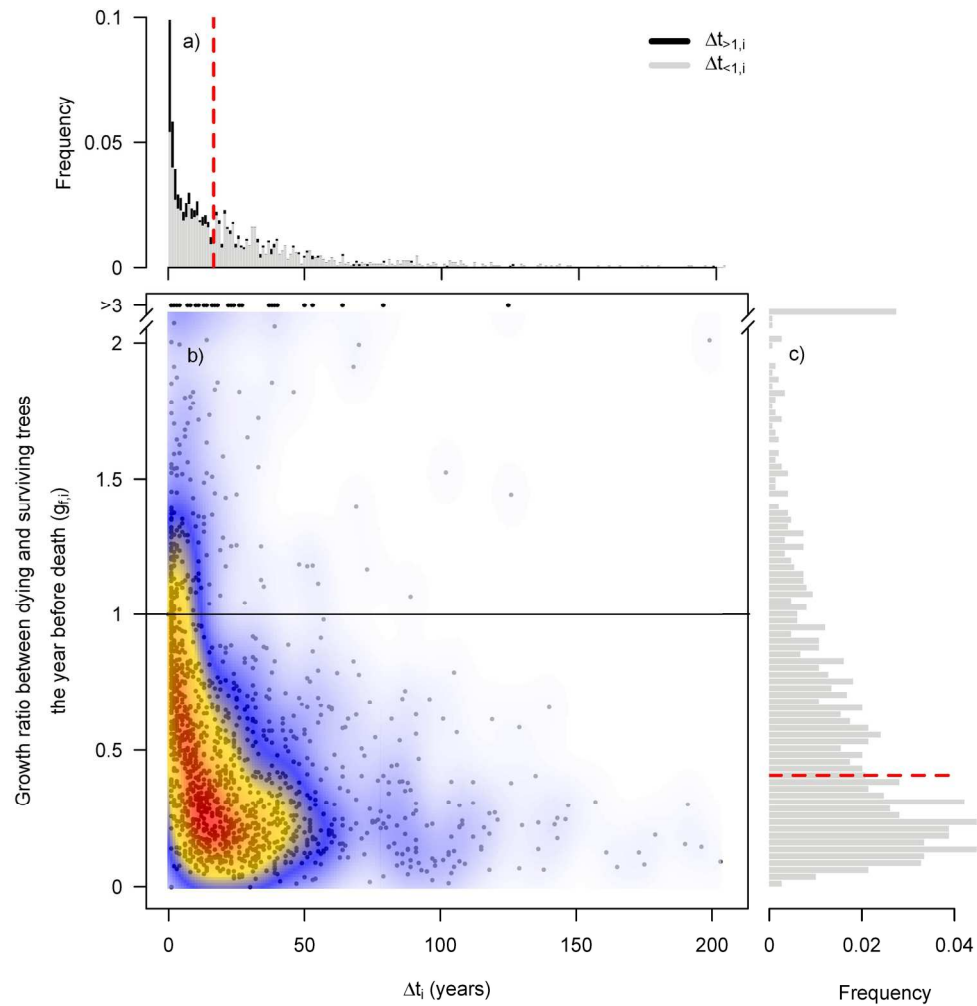 0.1
a)
Δt>1,i
Δt<1,i
Frequency
0.05
0
>3
2
b)
c)
1.5
Growth ratio between dying and surviving trees
the year before death (gf,i)
1
0.5
0
0 50 100 150 200
0 0.02 0.04
Δti (years)
Frequency